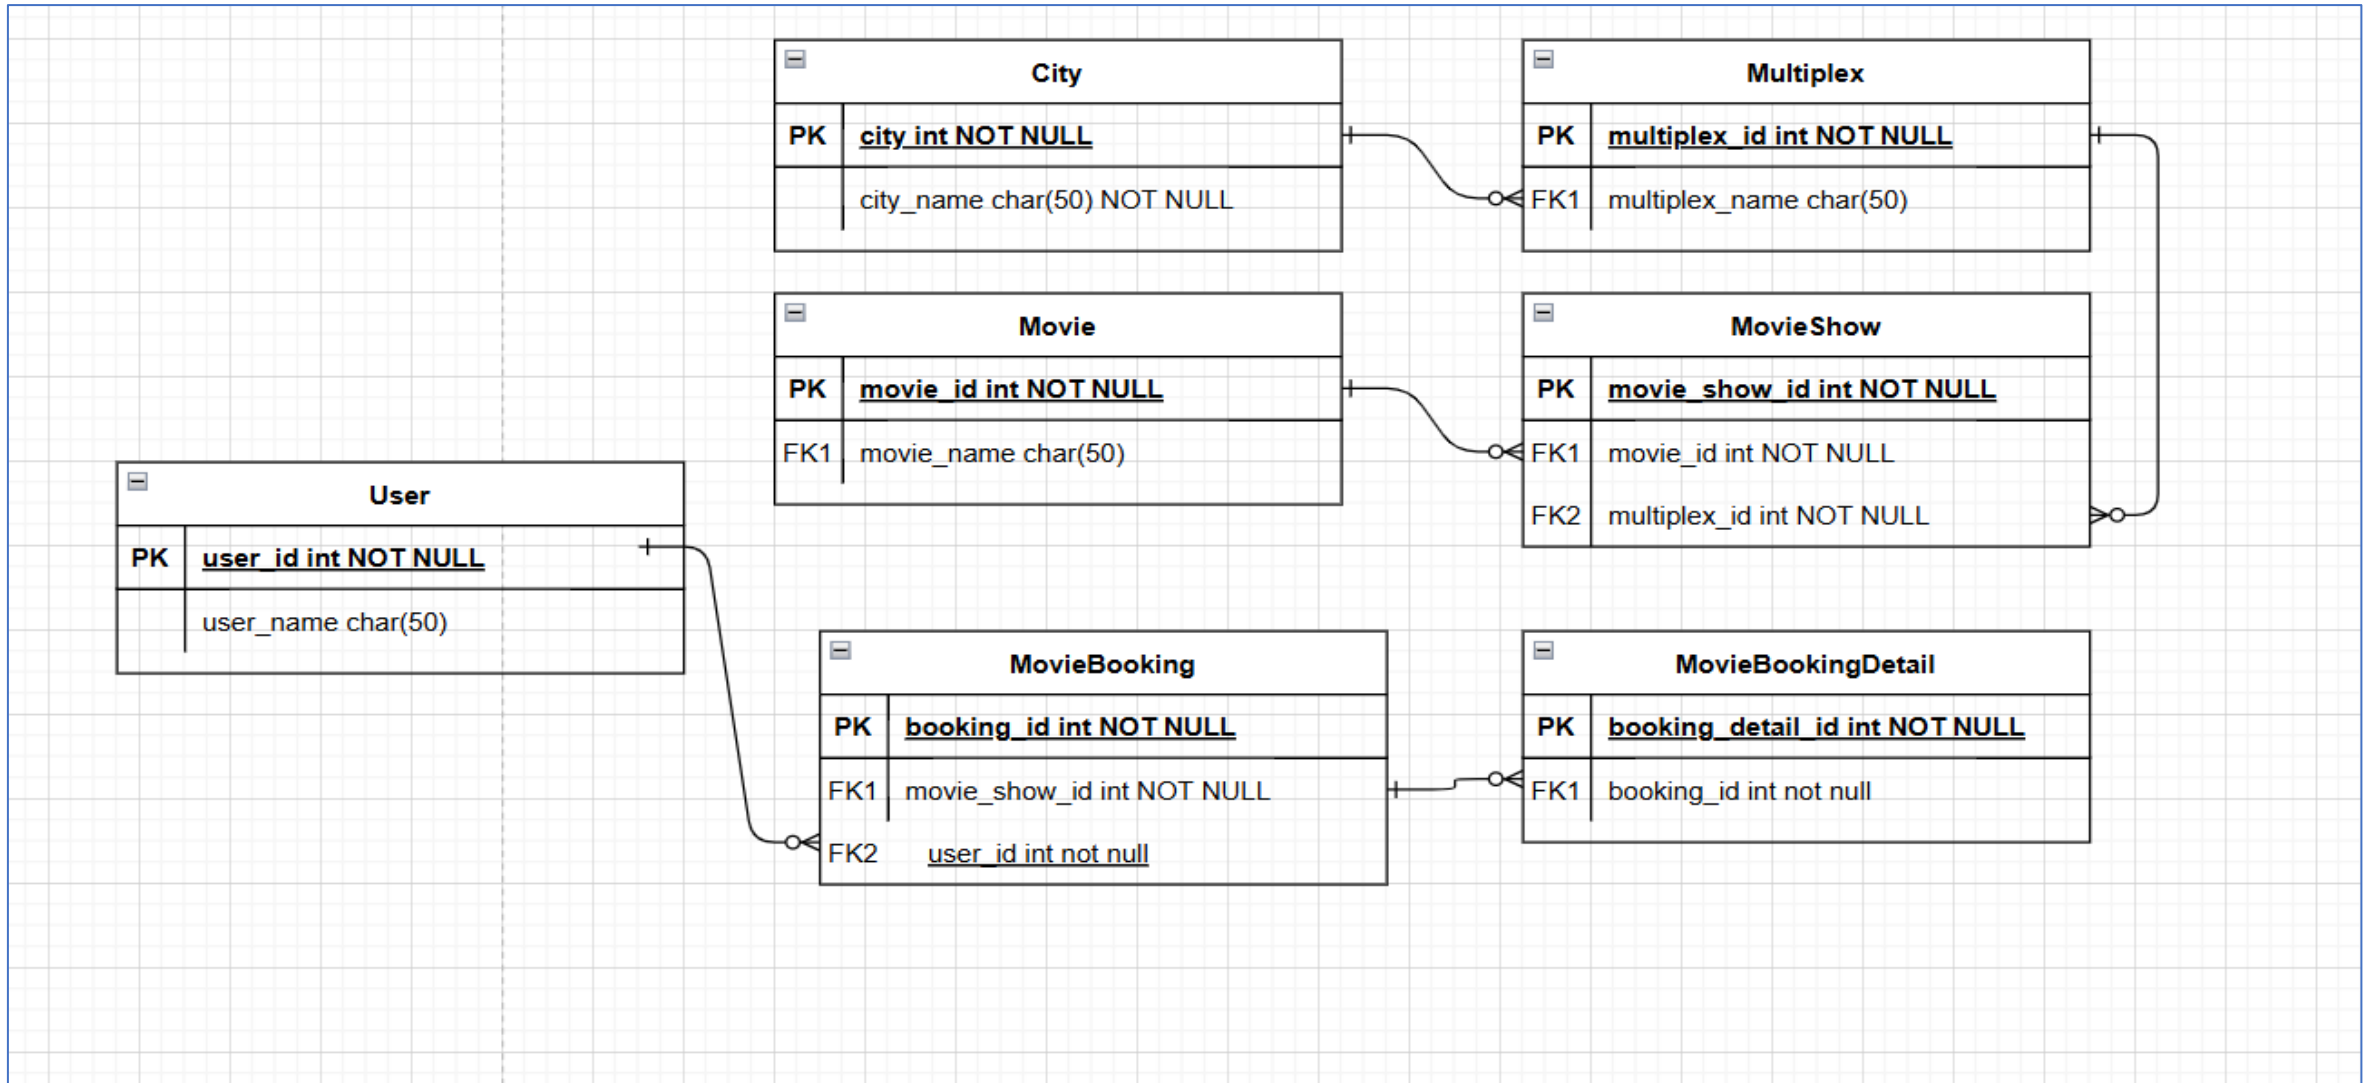 City
PK city int NOT NULL
city_name char(50) NOT NULL
Multiplex
PK multiplex_id int NOT NULL
FK1 multiplex_name char(50)
Movie
PK movie_id int NOT NULL
FK1 movie_name char(50)
MovieShow
PK movie_show_id int NOT NULL
FK1 movie_id int NOT NULL
FK2 multiplex_id int NOT NULL
User
PK user_id int NOT NULL
user_name char(50)
MovieBooking
PK booking_id int NOT NULL
FK1 movie_show_id int NOT NULL
FK2 user_id int not null
MovieBookingDetail
PK booking_detail_id int NOT NULL
FK1 booking_id int not null